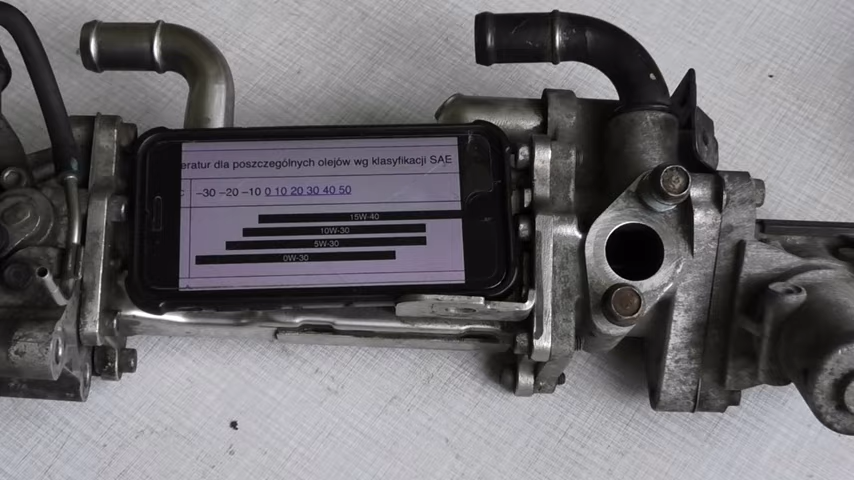 eratur dla poszczególnych olejów wg klasyfikacji SAE
–30 –20 –10 0 10 20 30 40 50
15W-40
10W-30
5W-30
0W-30